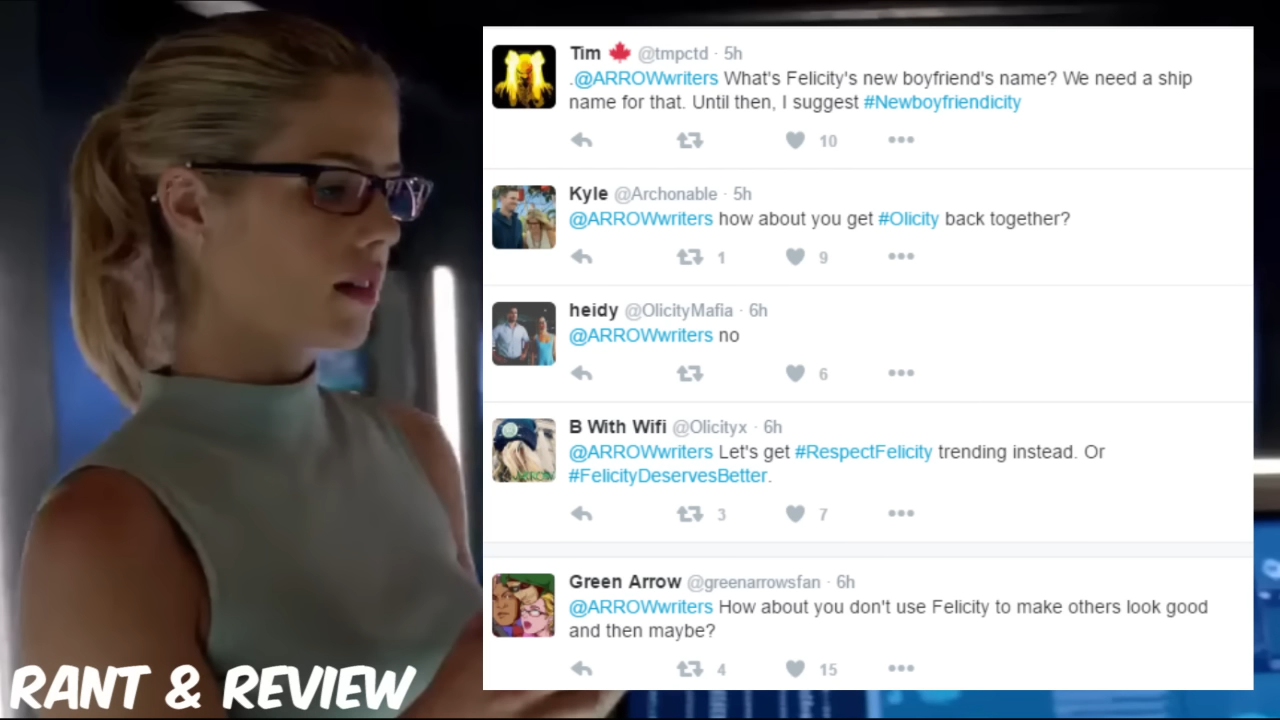 Tim @tmpctd · 5h
.@ARROWwriters What's Felicity's new boyfriend's name? We need a ship
name for that. Until then, I suggest #Newboyfriendicity
10
Kyle @Archonable · 5h
@ARROWwriters how about you get #Olicity back together?
1 9
heidy @OlicityMafia · 6h
@ARROWwriters no
6
B With Wifi @Olicityx · 6h
@ARROWwriters Let's get #RespectFelicity trending instead. Or
#FelicityDeservesBetter.
3 7
Green Arrow @greenarrowsfan · 6h
@ARROWwriters How about you don't use Felicity to make others look good
and then maybe?
4 15
RANT & REVIEW